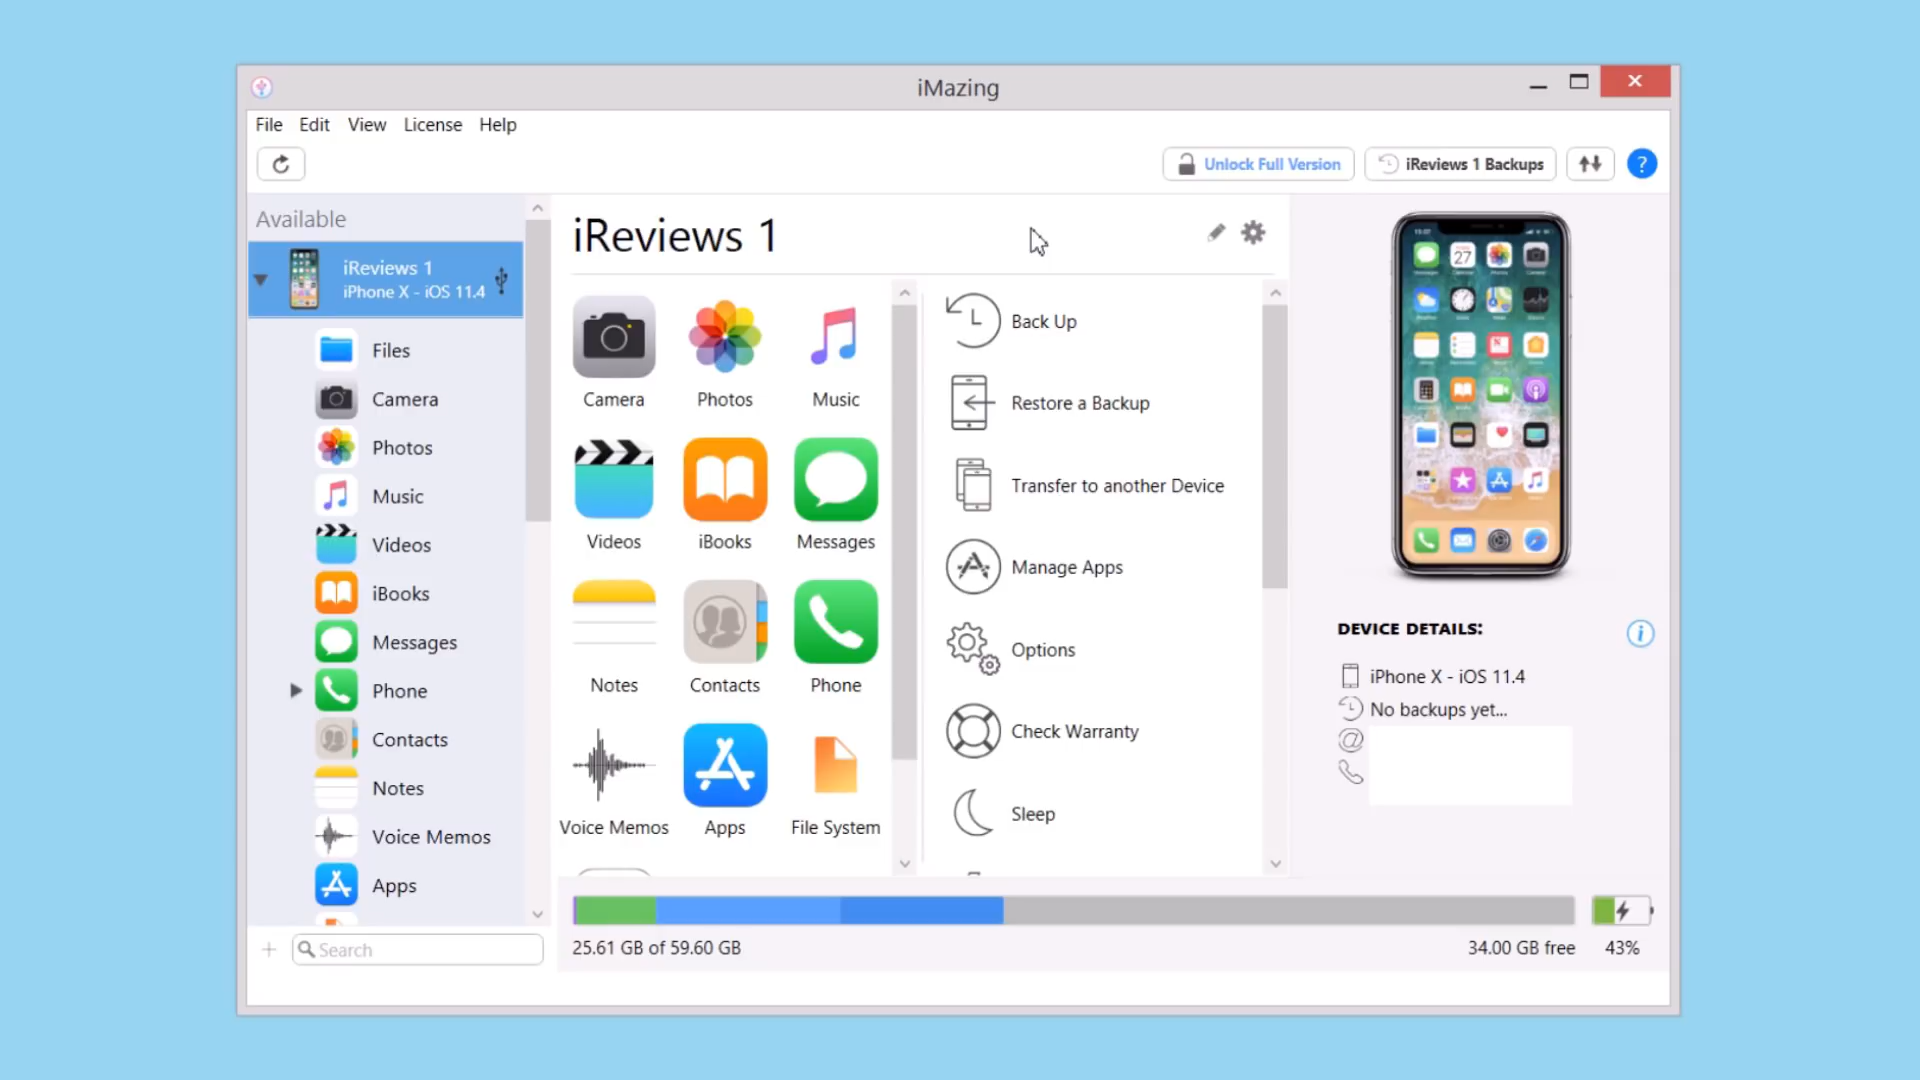 iMazing
File Edit View License Help
Unlock Full Version
iReviews 1 Backups
?
Available
iReviews 1
iPhone X - iOS 11.4
Files
Camera
Photos
Music
Videos
iBooks
Messages
Phone
Contacts
Notes
Voice Memos
Apps
Search
iReviews 1
Camera Photos Music
Videos iBooks Messages
Notes Contacts Phone
Voice Memos Apps File System
Back Up
Restore a Backup
Transfer to another Device
Manage Apps
Options
Check Warranty
Sleep
27
DEVICE DETAILS:
iPhone X - iOS 11.4
No backups yet...
25.61 GB of 59.60 GB
34.00 GB free
43%